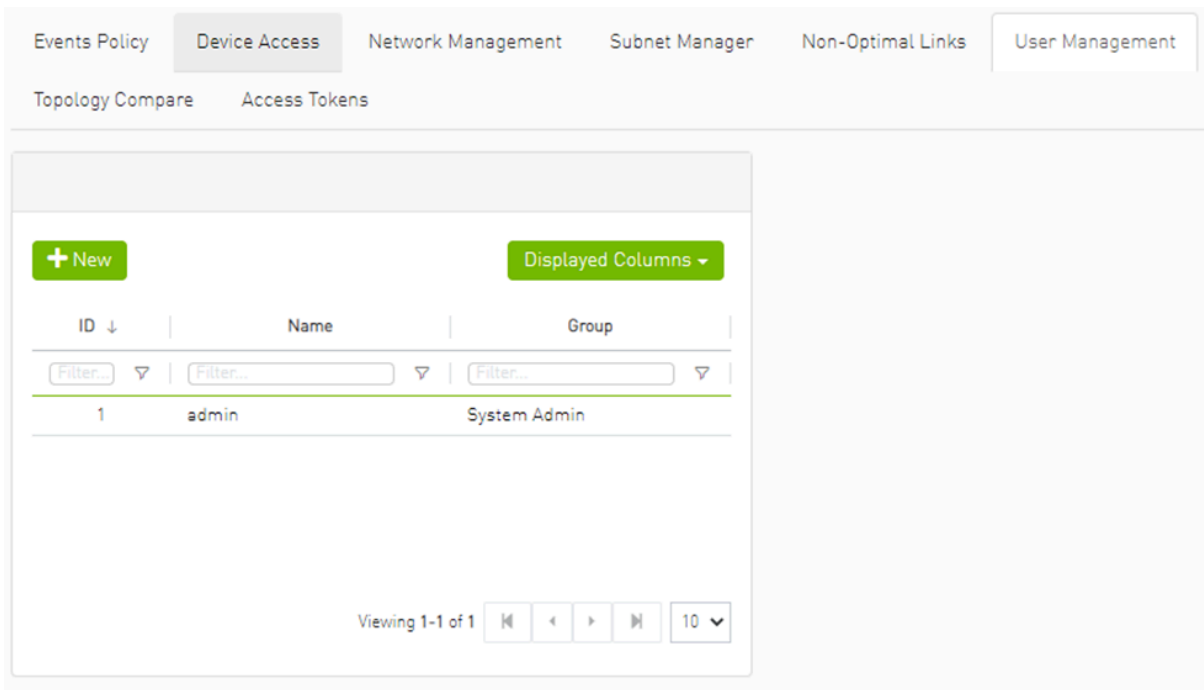 Events Policy Device Access Network Management Subnet Manager Non-Optimal Links User Management
Topology Compare Access Tokens
New Displayed Columns
ID Name Group
Filter... Filter... Filter...
1 admin System Admin
Viewing 1-1 of 1 10